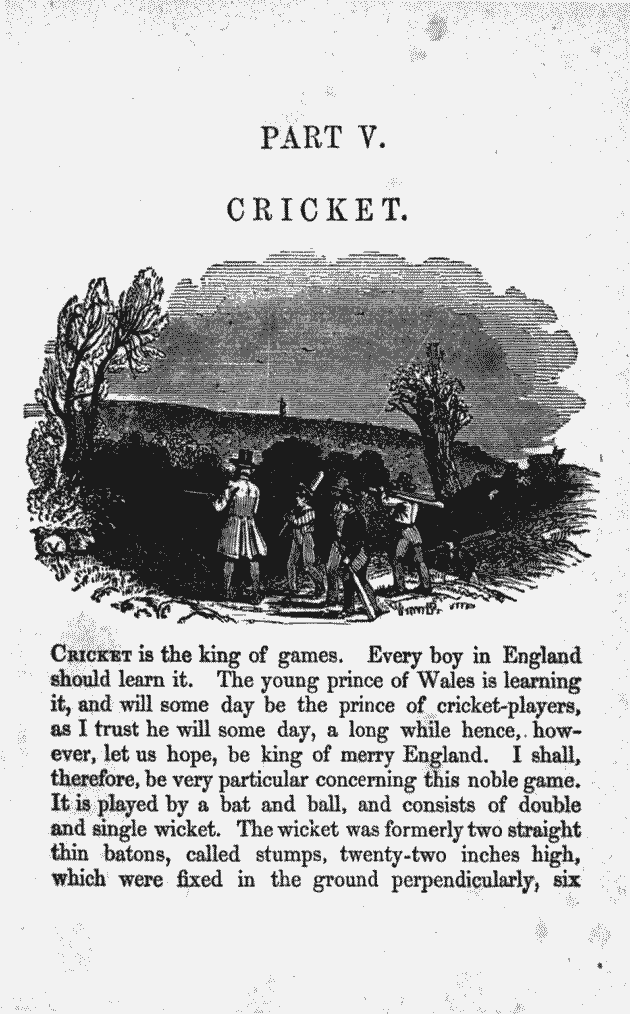 PART V.
CRICKET.
CRICKET is the king of games. Every boy in England
should learn it. The young prince of Wales is learning
it, and will some day be the prince of cricket-players,
as I trust he will some day, a long while hence, how-
ever, let us hope, be king of merry England. I shall,
therefore, be very particular concerning this noble game.
It is played by a bat and ball, and consists of double
and single wicket. The wicket was formerly two straight
thin batons, called stumps, twenty-two inches high,
which were fixed in the ground perpendicularly, six